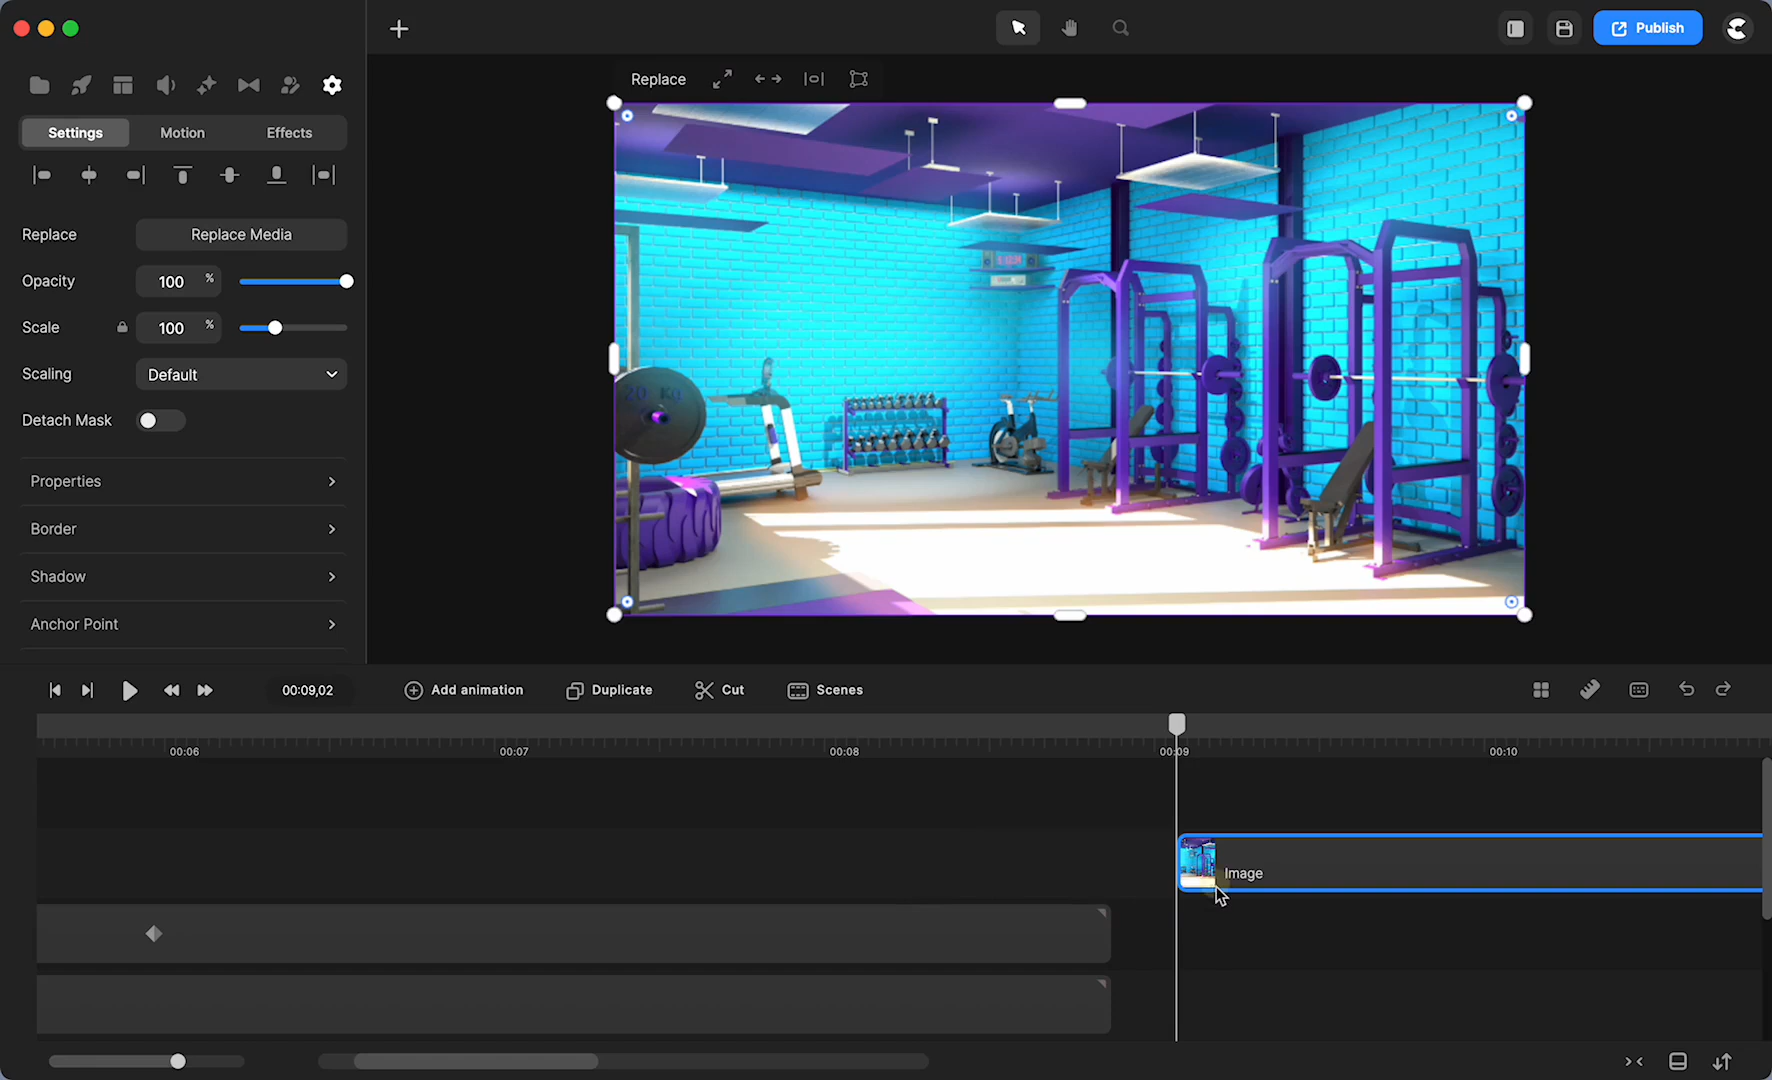 Publish
Replace
Settings Motion Effects
Replace Replace Media
Opacity 100 %
Scale 100 %
Scaling Default
Detach Mask
Properties
Border
Shadow
Anchor Point
20 Kg
00:09,02
Add animation
Duplicate
Cut
Scenes
00:06 00:07 00:08 00:09 00:10
Image